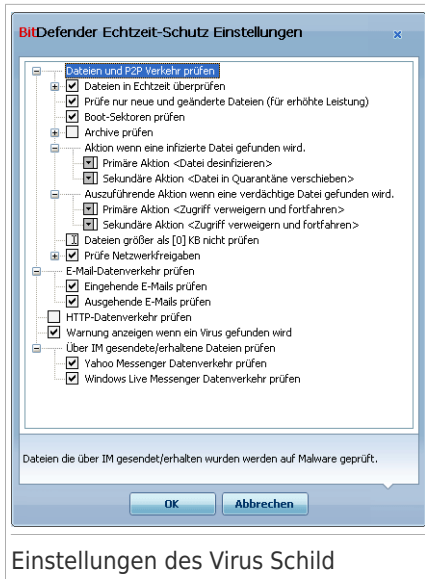 BitDefender Echtzeit-Schutz Einstellungen
Dateien und P2P Verkehr prüfen
Dateien in Echtzeit überprüfen
Prüfe nur neue und geänderte Dateien (für erhöhte Leistung)
Boot-Sektoren prüfen
Archive prüfen
Aktion wenn eine infizierte Datei gefunden wird.
Primäre Aktion <Datei desinfizieren>
Sekundäre Aktion <Datei in Quarantäne verschieben>
Auszuführende Aktion wenn eine verdächtige Datei gefunden wird.
Primäre Aktion <Zugriff verweigern und fortfahren>
Sekundäre Aktion <Zugriff verweigern und fortfahren>
Dateien größer als [0] KB nicht prüfen
Prüfe Netzwerkfreigaben
E-Mail-Datenverkehr prüfen
Eingehende E-Mails prüfen
Ausgehende E-Mails prüfen
HTTP-Datenverkehr prüfen
Warnung anzeigen wenn ein Virus gefunden wird
Über IM gesendete/erhaltene Dateien prüfen
Yahoo Messenger Datenverkehr prüfen
Windows Live Messenger Datenverkehr prüfen
Dateien die über IM gesendet/erhalten wurden werden auf Malware geprüft.
OK Abbrechen
Einstellungen des Virus Schild